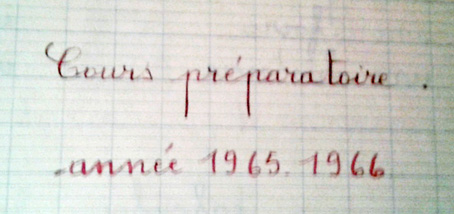 Cours préparatoire.
année 1965.1966